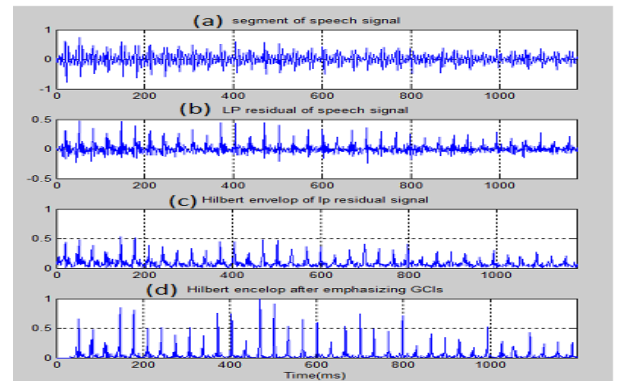 (a) segment of speech signal
1
0
-1
0 200 400 600 800 1000
(b) LP residual of speech signal
0.5
0
-0.5
0 200 400 600 800 1000
(c) Hilbert envelop of lp residual signal
1
0.5
0
0 200 400 600 800 1000
(d) Hilbert encelop after emphasizing GCIs
1
0.5
0
0 200 400 600 800 1000
Time(ms)